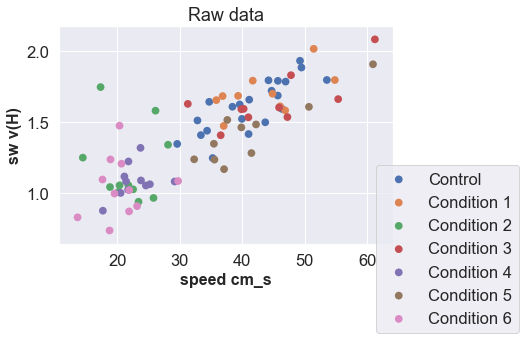 Raw data
2.0
1.5
1.0
sw v(H)
20
30
40
50
60
speed cm_s
Control
Condition 1
Condition 2
Condition 3
Condition 4
Condition 5
Condition 6